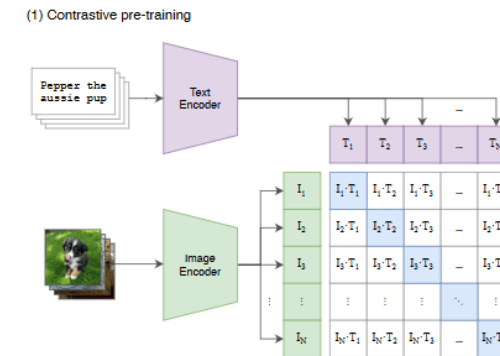 (1) Contrastive pre-training
Pepper the
aussie pup
Text
Encoder
T₁ T₂ T₃ ...
I₁ I₁·T₁ I₁·T₂ I₁·T₃ ...
I₂ I₂·T₁ I₂·T₂ I₂·T₃ ...
Image
Encoder
I₃ I₃·T₁ I₃·T₂ I₃·T₃ ...
⋮ ⋮ ⋮ ⋮ ⋱
I_N I_N·T₁ I_N·T₂ I_N·T₃ ...